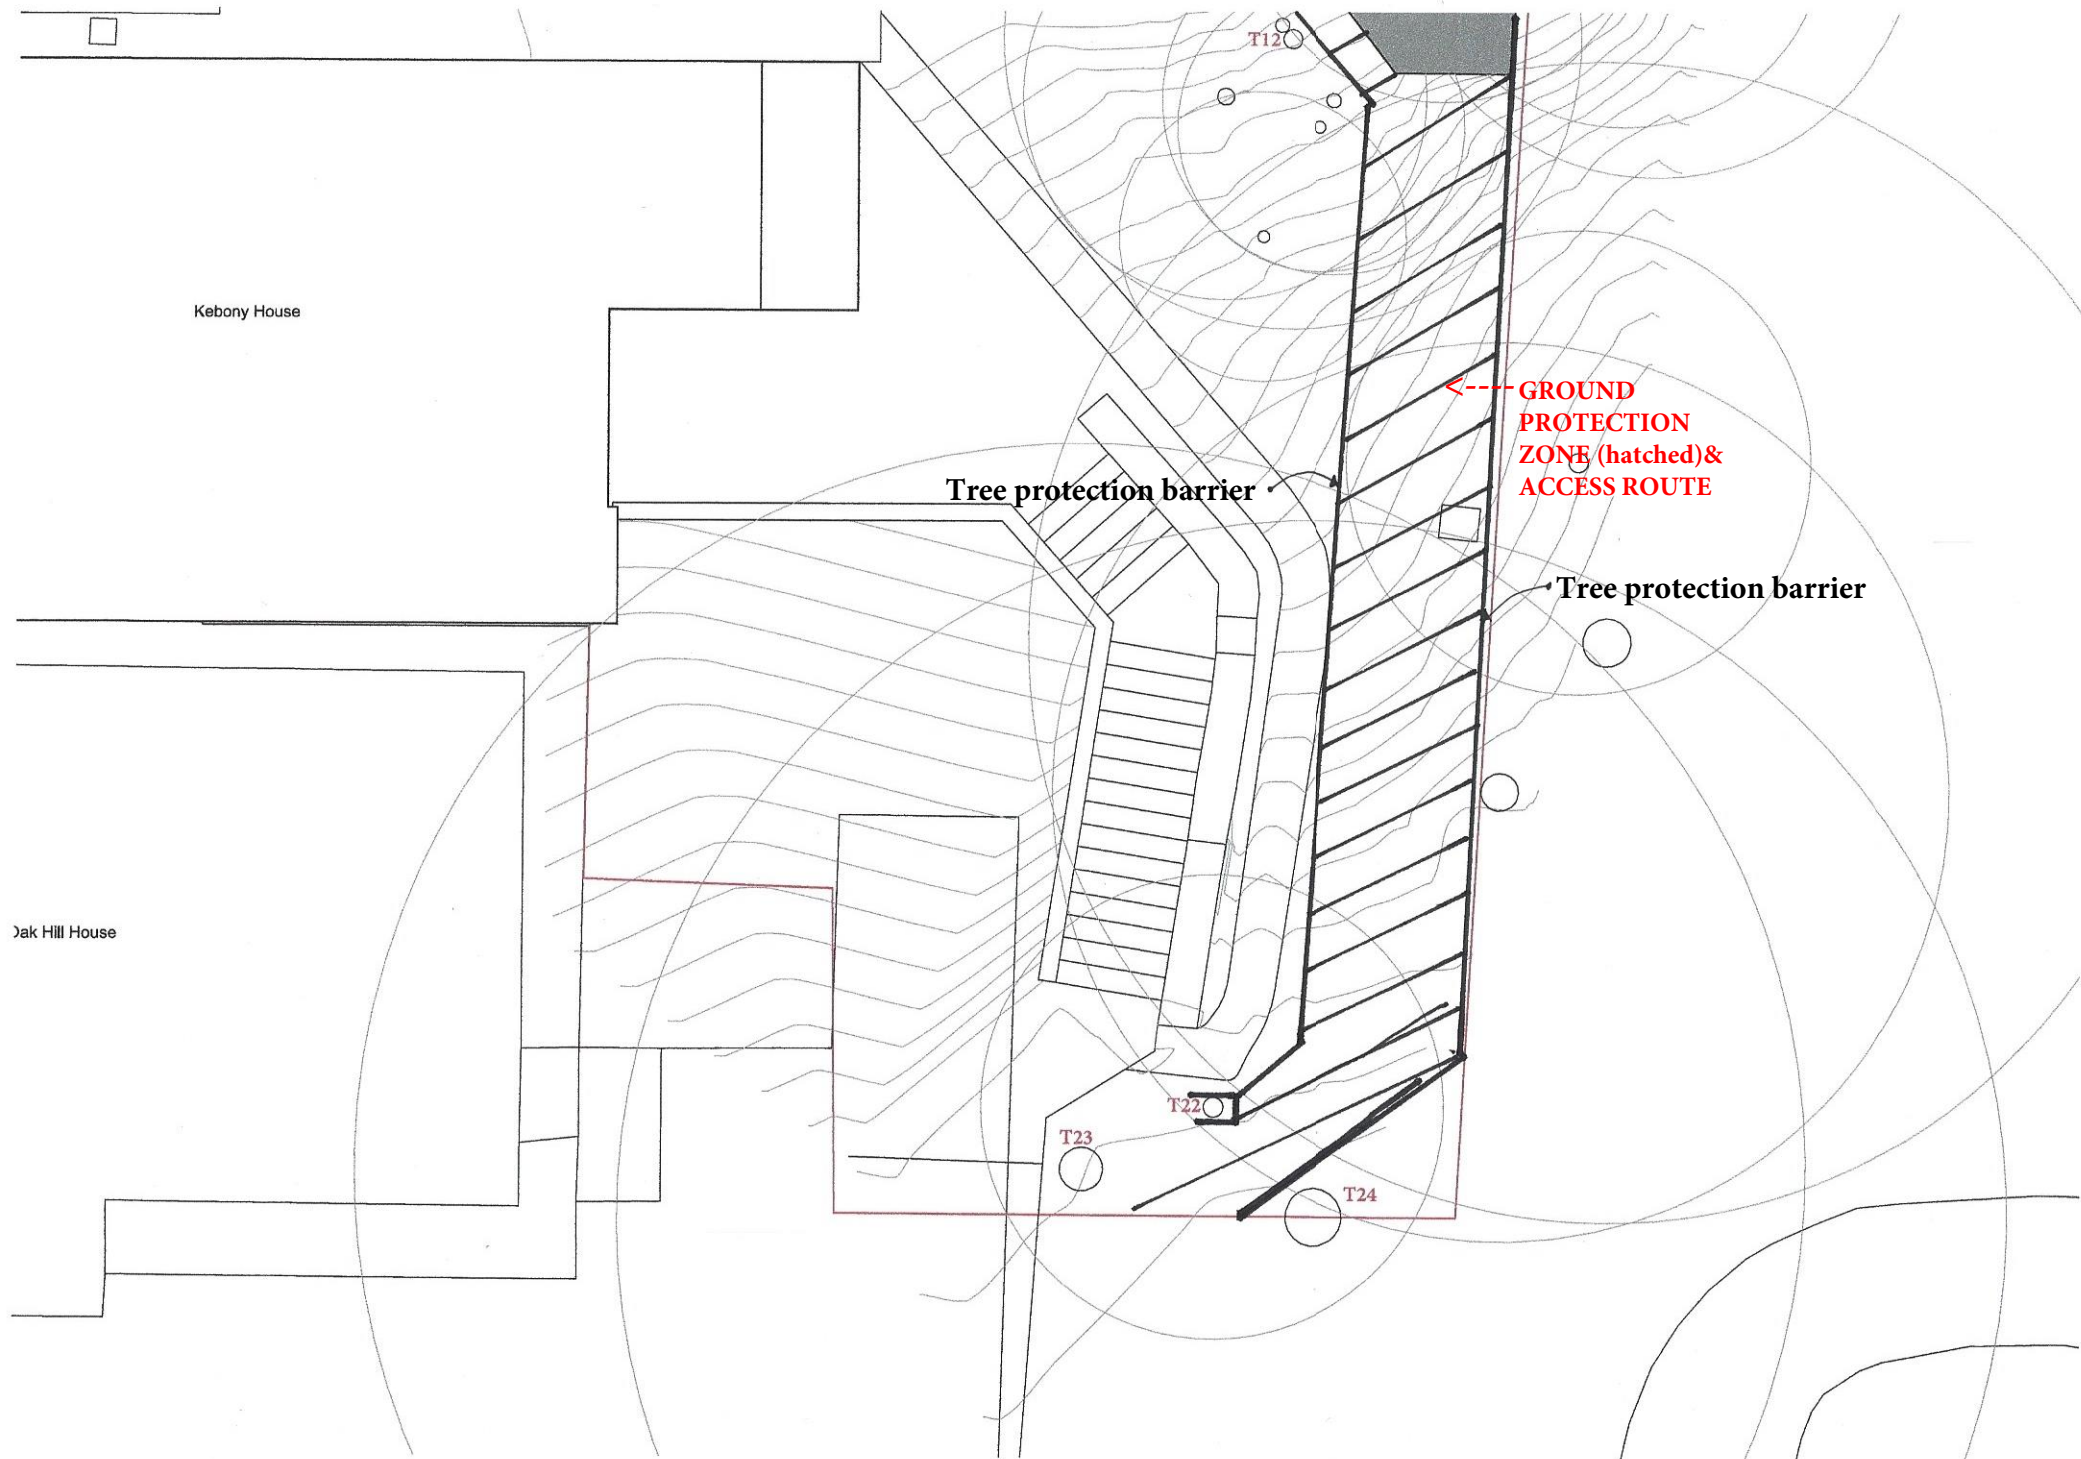 T12
Kebony House
GROUND
PROTECTION
ZONE (hatched)&
ACCESS ROUTE
Tree protection barrier
Tree protection barrier
Oak Hill House
T22
T23
T24